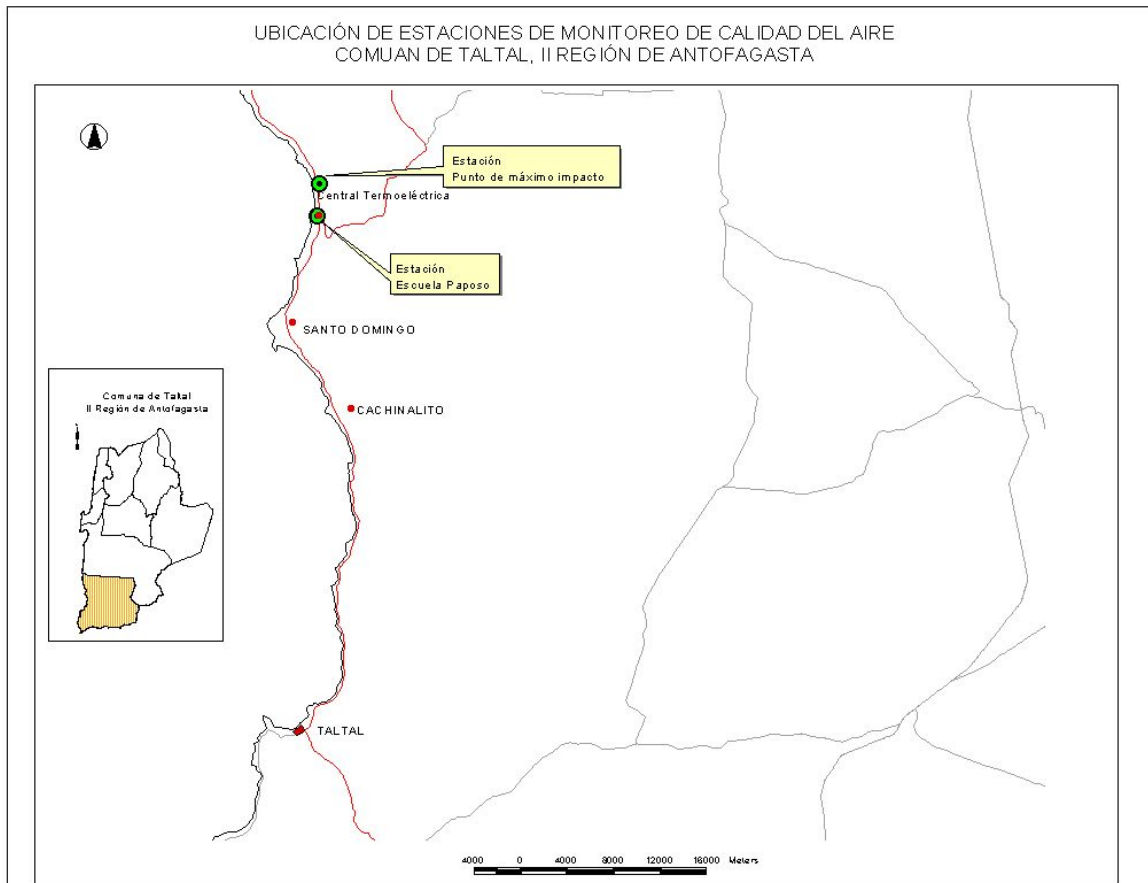 UBICACIÓN DE ESTACIONES DE MONITOREO DE CALIDAD DEL AIRE
COMUAN DE TALTAL, II REGIÓN DE ANTOFAGASTA
Estación
Punto de máximo impacto
Central Termoeléctrica
Estación
Escuela Paposo
SANTO DOMINGO
CACHINALITO
Comuna de Taltal
II Región de Antofagasta
TALTAL
4000 0 4000 8000 12000 16000 Meters